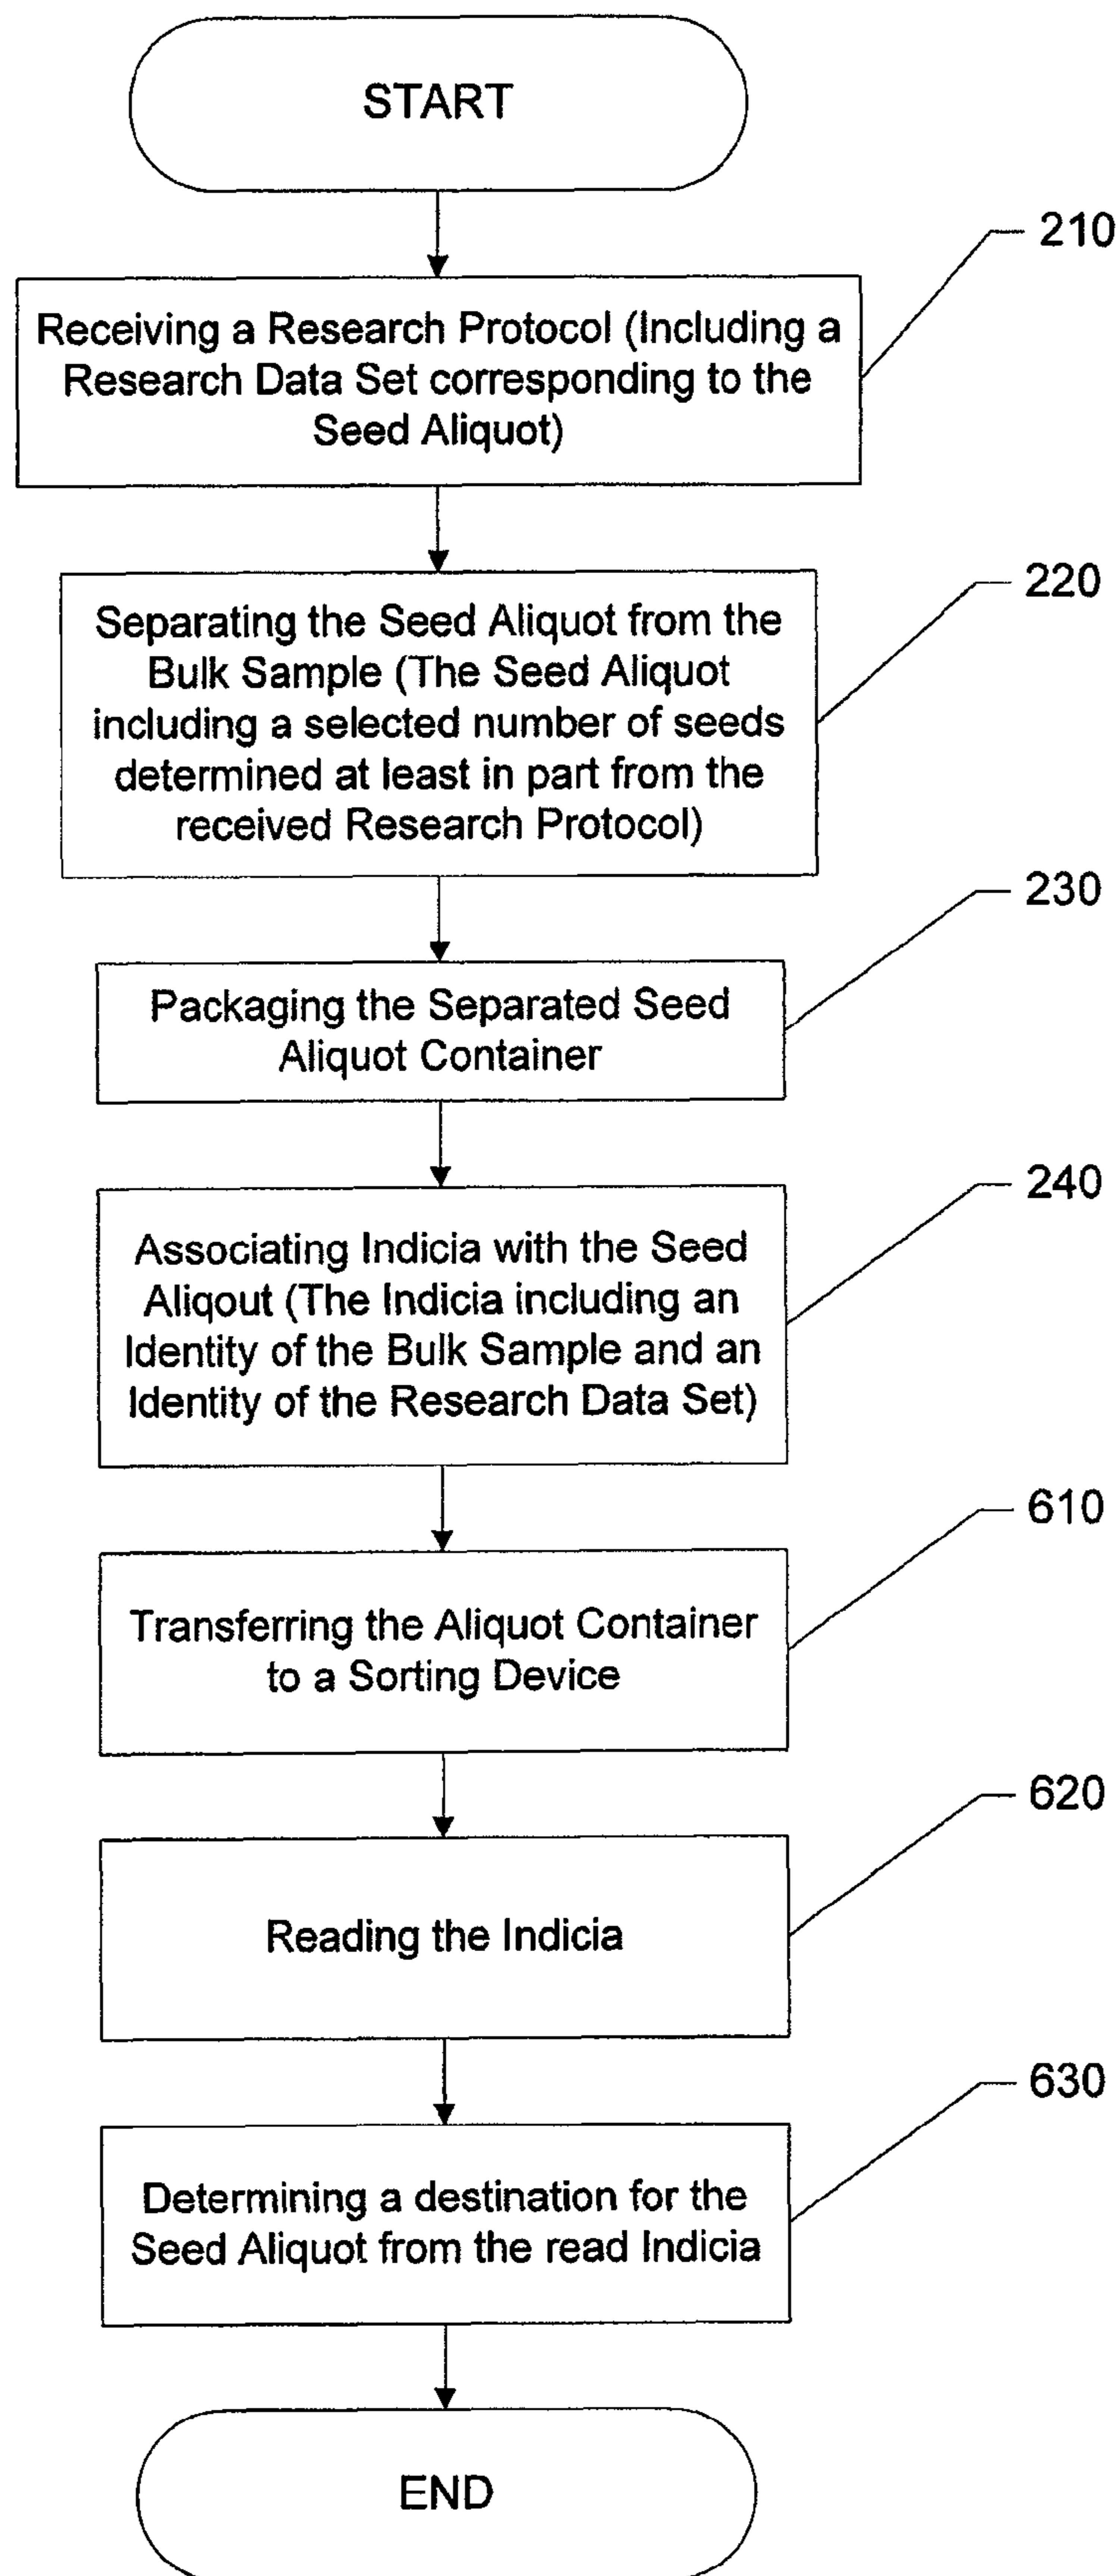 START
210
Receiving a Research Protocol (Including a
Research Data Set corresponding to the
Seed Aliquot)
220
Separating the Seed Aliquot from the
Bulk Sample (The Seed Aliquot
including a selected number of seeds
determined at least in part from the
received Research Protocol)
230
Packaging the Separated Seed
Aliquot Container
240
Associating Indicia with the Seed
Aliqout (The Indicia including an
Identity of the Bulk Sample and an
Identity of the Research Data Set)
610
Transferring the Aliquot Container
to a Sorting Device
620
Reading the Indicia
630
Determining a destination for the
Seed Aliquot from the read Indicia
END